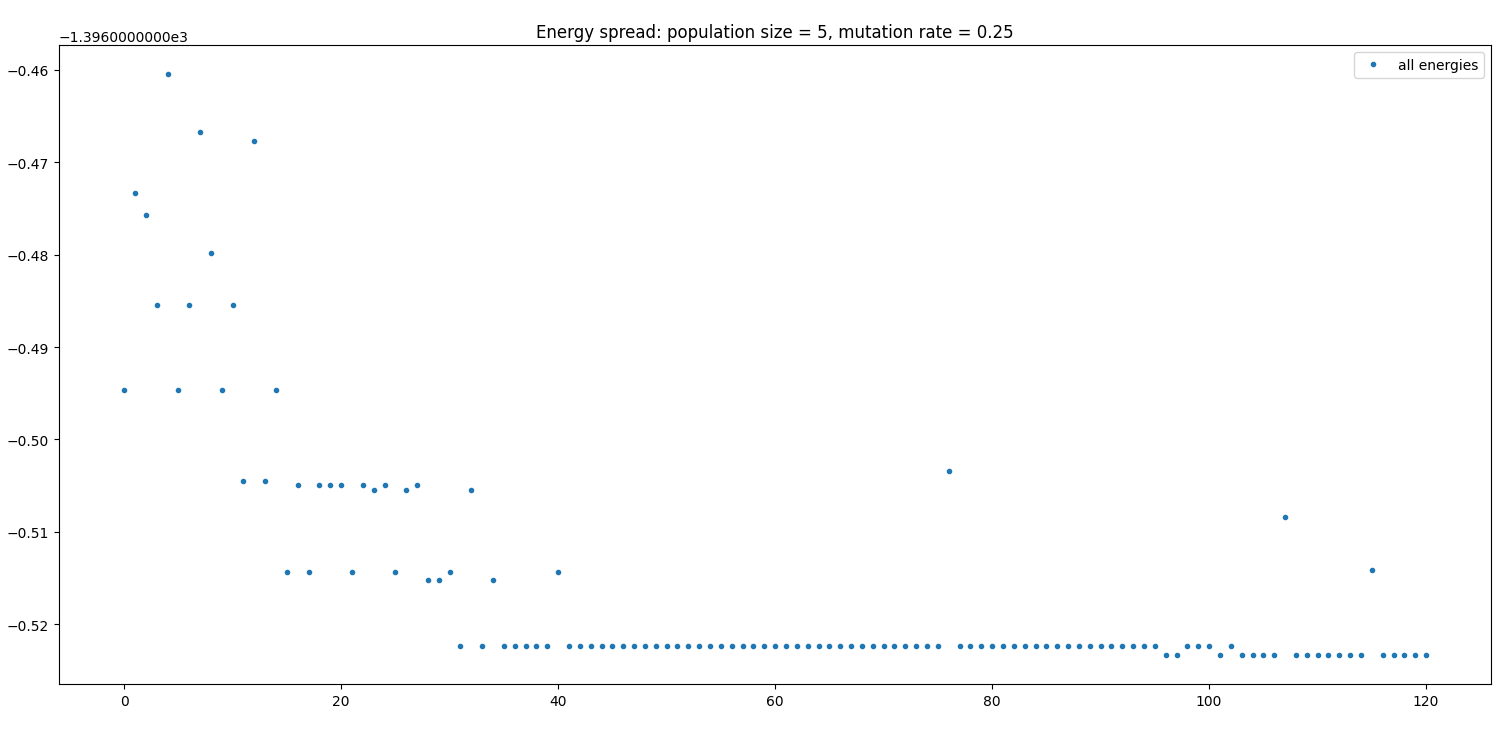 Energy spread: population size = 5, mutation rate = 0.25
−1.3960000000e3
all energies
−0.46
−0.47
−0.48
−0.49
−0.50
−0.51
−0.52
0 20 40 60 80 100 120